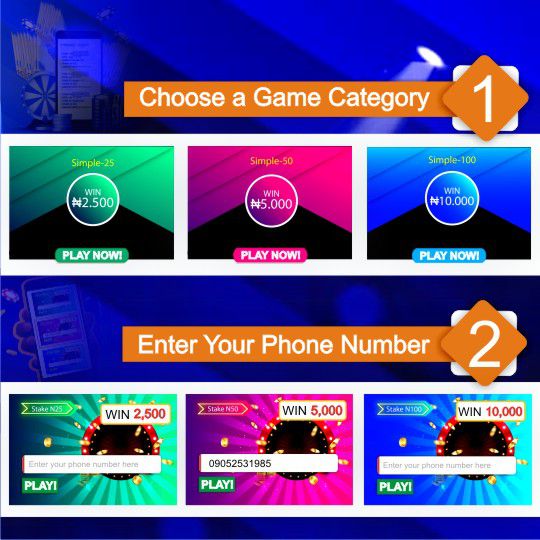 Choose a Game Category
1
Simple-25
WIN
₦2.500
PLAY NOW!
Simple-50
WIN
₦5.000
PLAY NOW!
Simple-100
WIN
₦10.000
PLAY NOW!
Enter Your Phone Number
2
Stake N25
WIN 2,500
Enter your phone number here
PLAY!
Stake N50
WIN 5,000
09052531985
PLAY!
Stake N100
WIN 10,000
Enter your phone number here
PLAY!